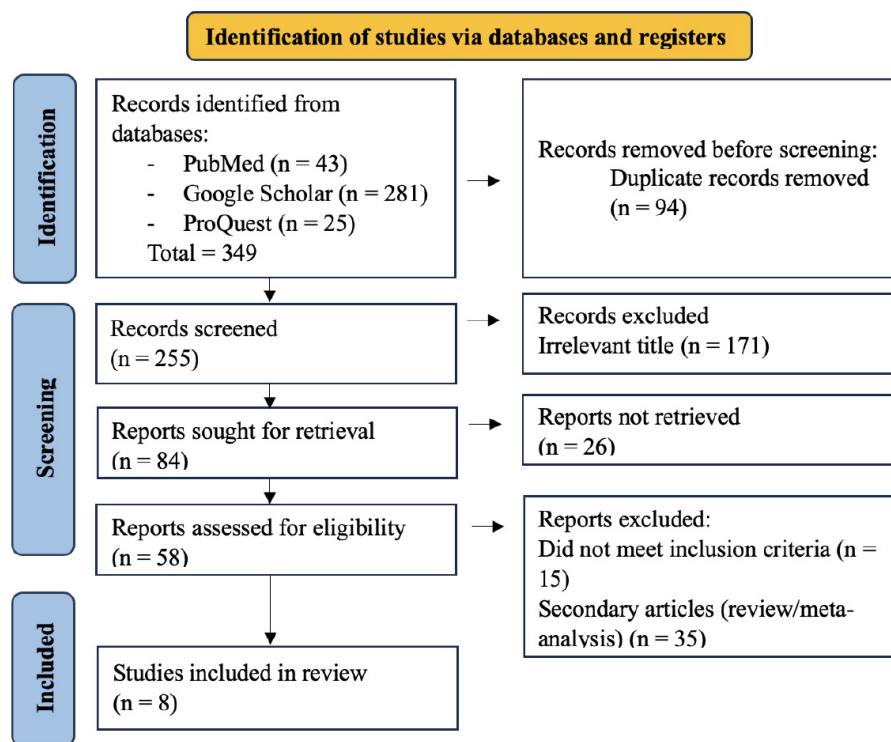 Identification of studies via databases and registers
Identification
Records identified from
databases:
- PubMed (n = 43)
- Google Scholar (n = 281)
- ProQuest (n = 25)
Total = 349
Records removed before screening:
Duplicate records removed
(n = 94)
Screening
Records screened
(n = 255)
Records excluded
Irrelevant title (n = 171)
Reports sought for retrieval
(n = 84)
Reports not retrieved
(n = 26)
Reports assessed for eligibility
(n = 58)
Reports excluded:
Did not meet inclusion criteria (n =
15)
Secondary articles (review/meta-
analysis) (n = 35)
Included
Studies included in review
(n = 8)